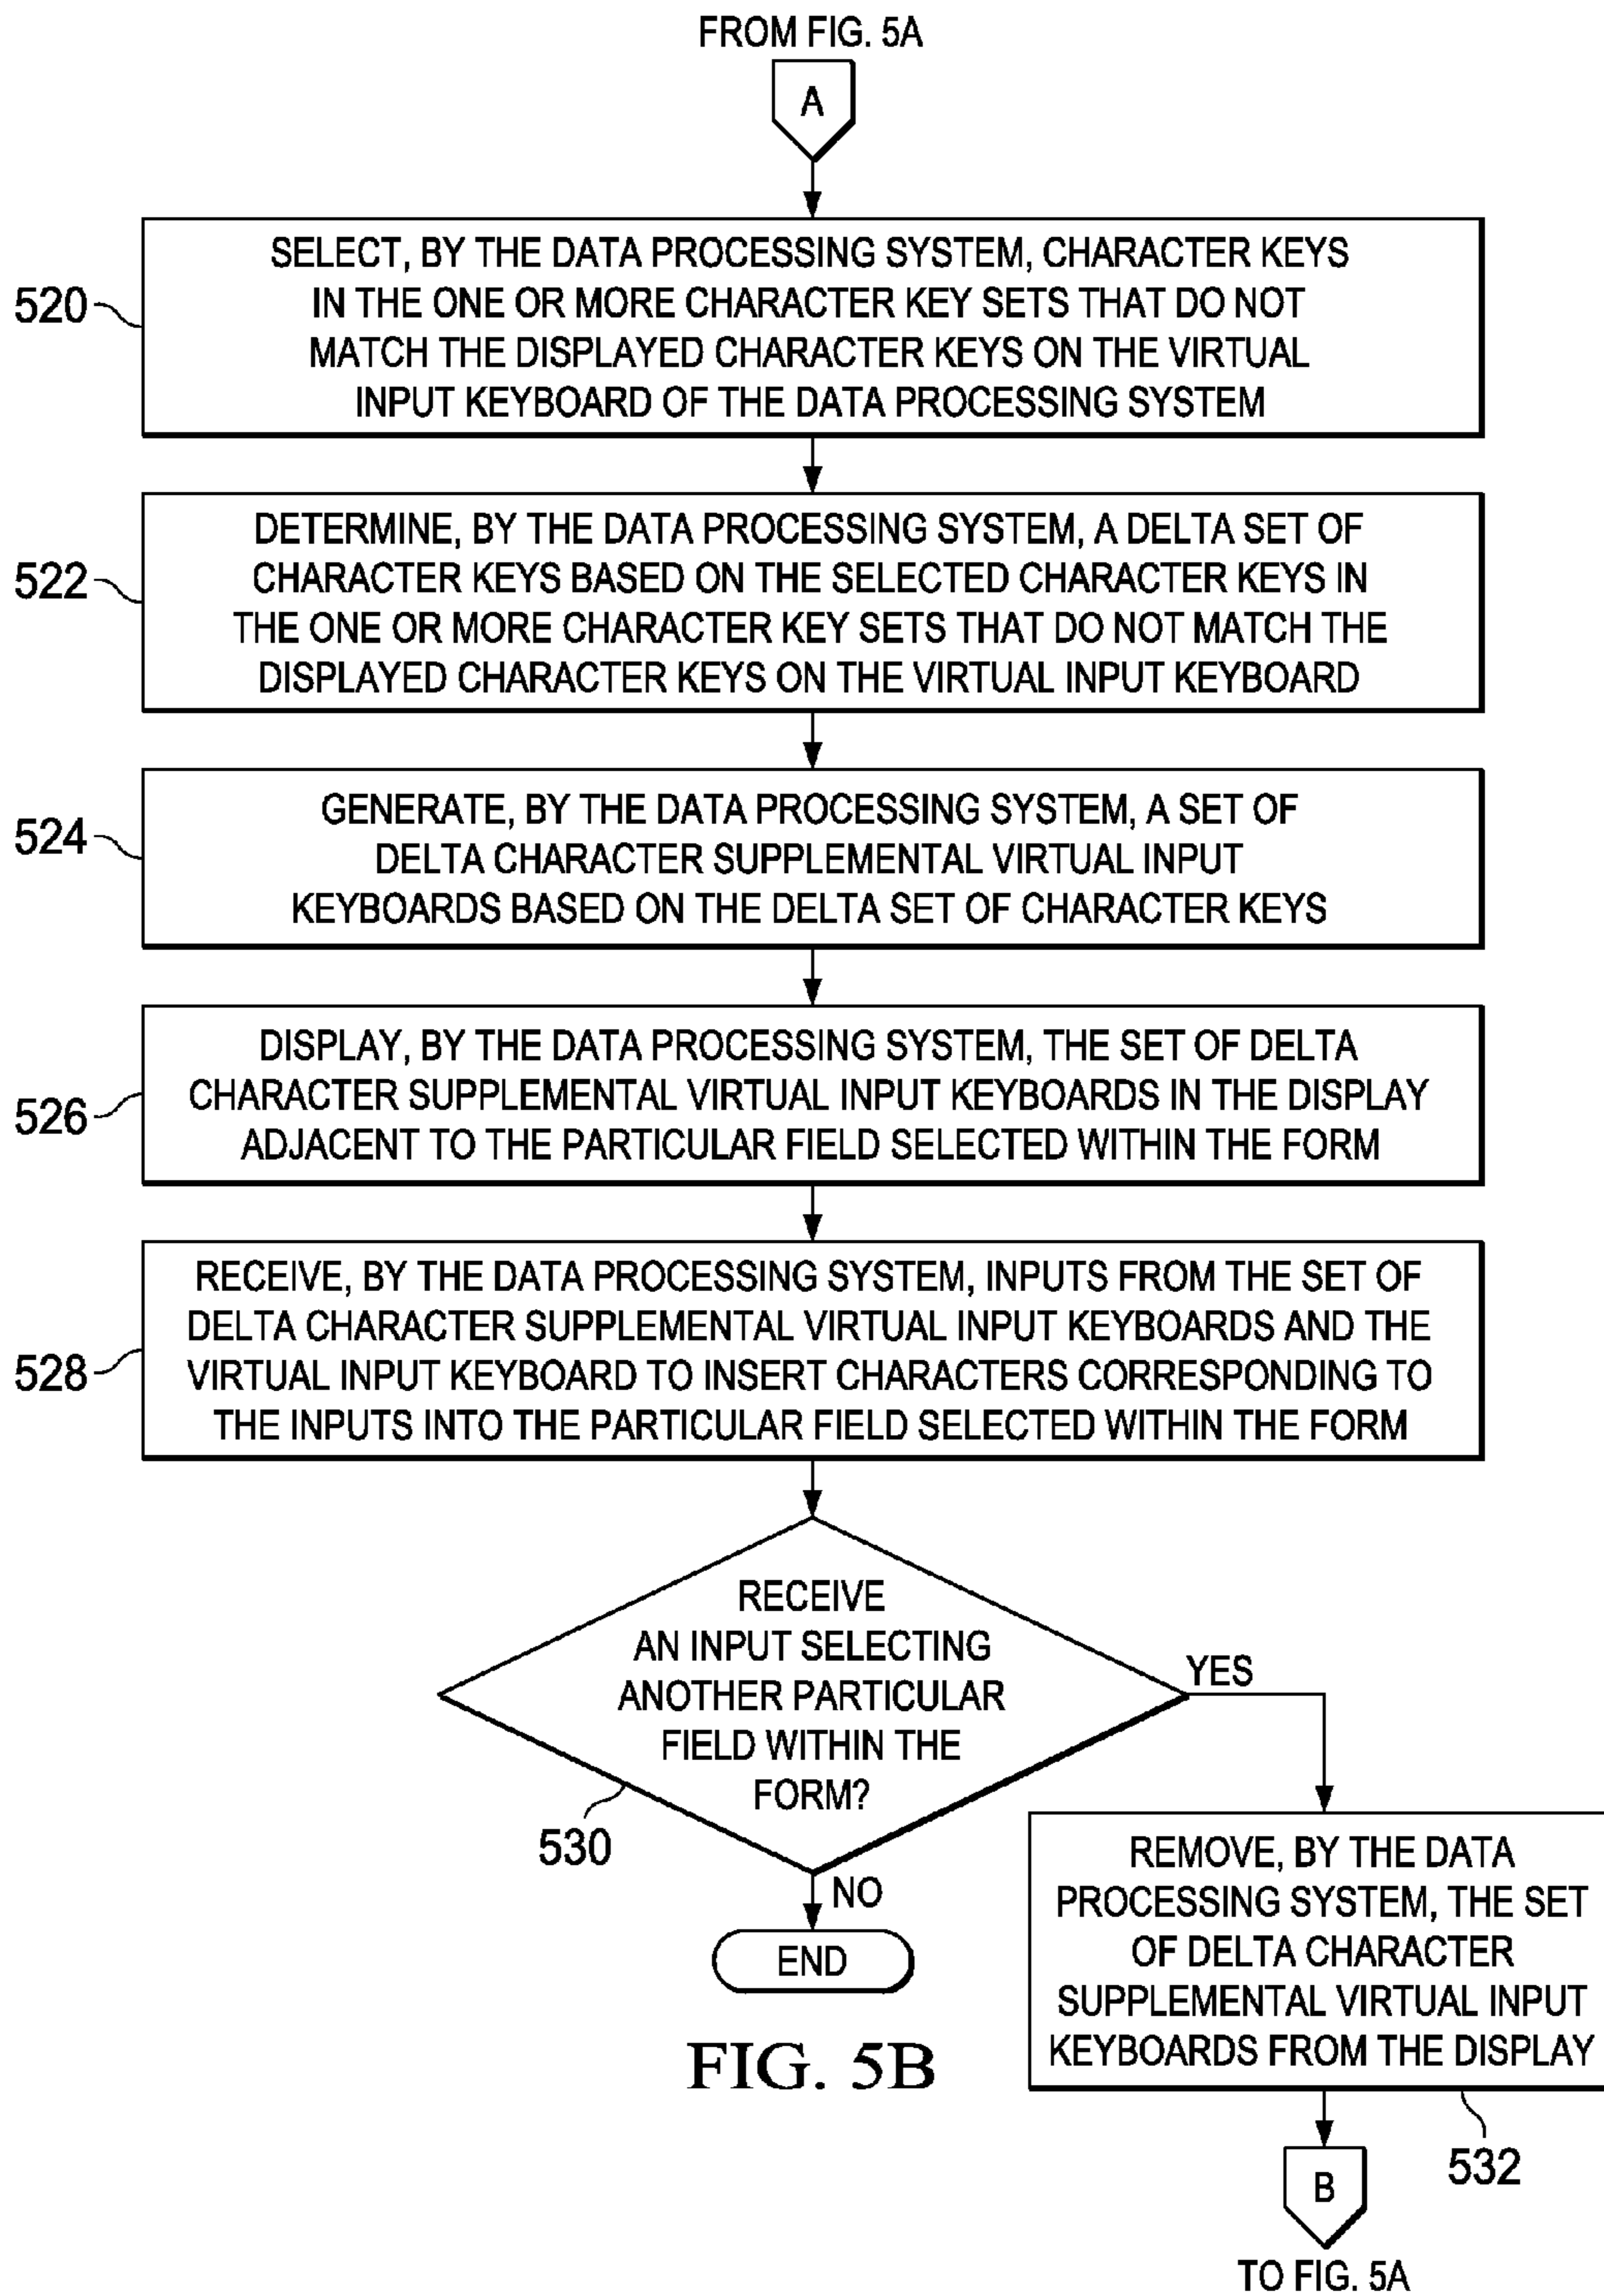 FROM FIG. 5A
A
520
SELECT, BY THE DATA PROCESSING SYSTEM, CHARACTER KEYS
IN THE ONE OR MORE CHARACTER KEY SETS THAT DO NOT
MATCH THE DISPLAYED CHARACTER KEYS ON THE VIRTUAL
INPUT KEYBOARD OF THE DATA PROCESSING SYSTEM
522
DETERMINE, BY THE DATA PROCESSING SYSTEM, A DELTA SET OF
CHARACTER KEYS BASED ON THE SELECTED CHARACTER KEYS IN
THE ONE OR MORE CHARACTER KEY SETS THAT DO NOT MATCH THE
DISPLAYED CHARACTER KEYS ON THE VIRTUAL INPUT KEYBOARD
524
GENERATE, BY THE DATA PROCESSING SYSTEM, A SET OF
DELTA CHARACTER SUPPLEMENTAL VIRTUAL INPUT
KEYBOARDS BASED ON THE DELTA SET OF CHARACTER KEYS
526
DISPLAY, BY THE DATA PROCESSING SYSTEM, THE SET OF DELTA
CHARACTER SUPPLEMENTAL VIRTUAL INPUT KEYBOARDS IN THE DISPLAY
ADJACENT TO THE PARTICULAR FIELD SELECTED WITHIN THE FORM
528
RECEIVE, BY THE DATA PROCESSING SYSTEM, INPUTS FROM THE SET OF
DELTA CHARACTER SUPPLEMENTAL VIRTUAL INPUT KEYBOARDS AND THE
VIRTUAL INPUT KEYBOARD TO INSERT CHARACTERS CORRESPONDING TO
THE INPUTS INTO THE PARTICULAR FIELD SELECTED WITHIN THE FORM
RECEIVE
AN INPUT SELECTING
ANOTHER PARTICULAR
FIELD WITHIN THE
FORM?
530
YES
NO
END
REMOVE, BY THE DATA
PROCESSING SYSTEM, THE SET
OF DELTA CHARACTER
SUPPLEMENTAL VIRTUAL INPUT
KEYBOARDS FROM THE DISPLAY
532
B
TO FIG. 5A
FIG. 5B